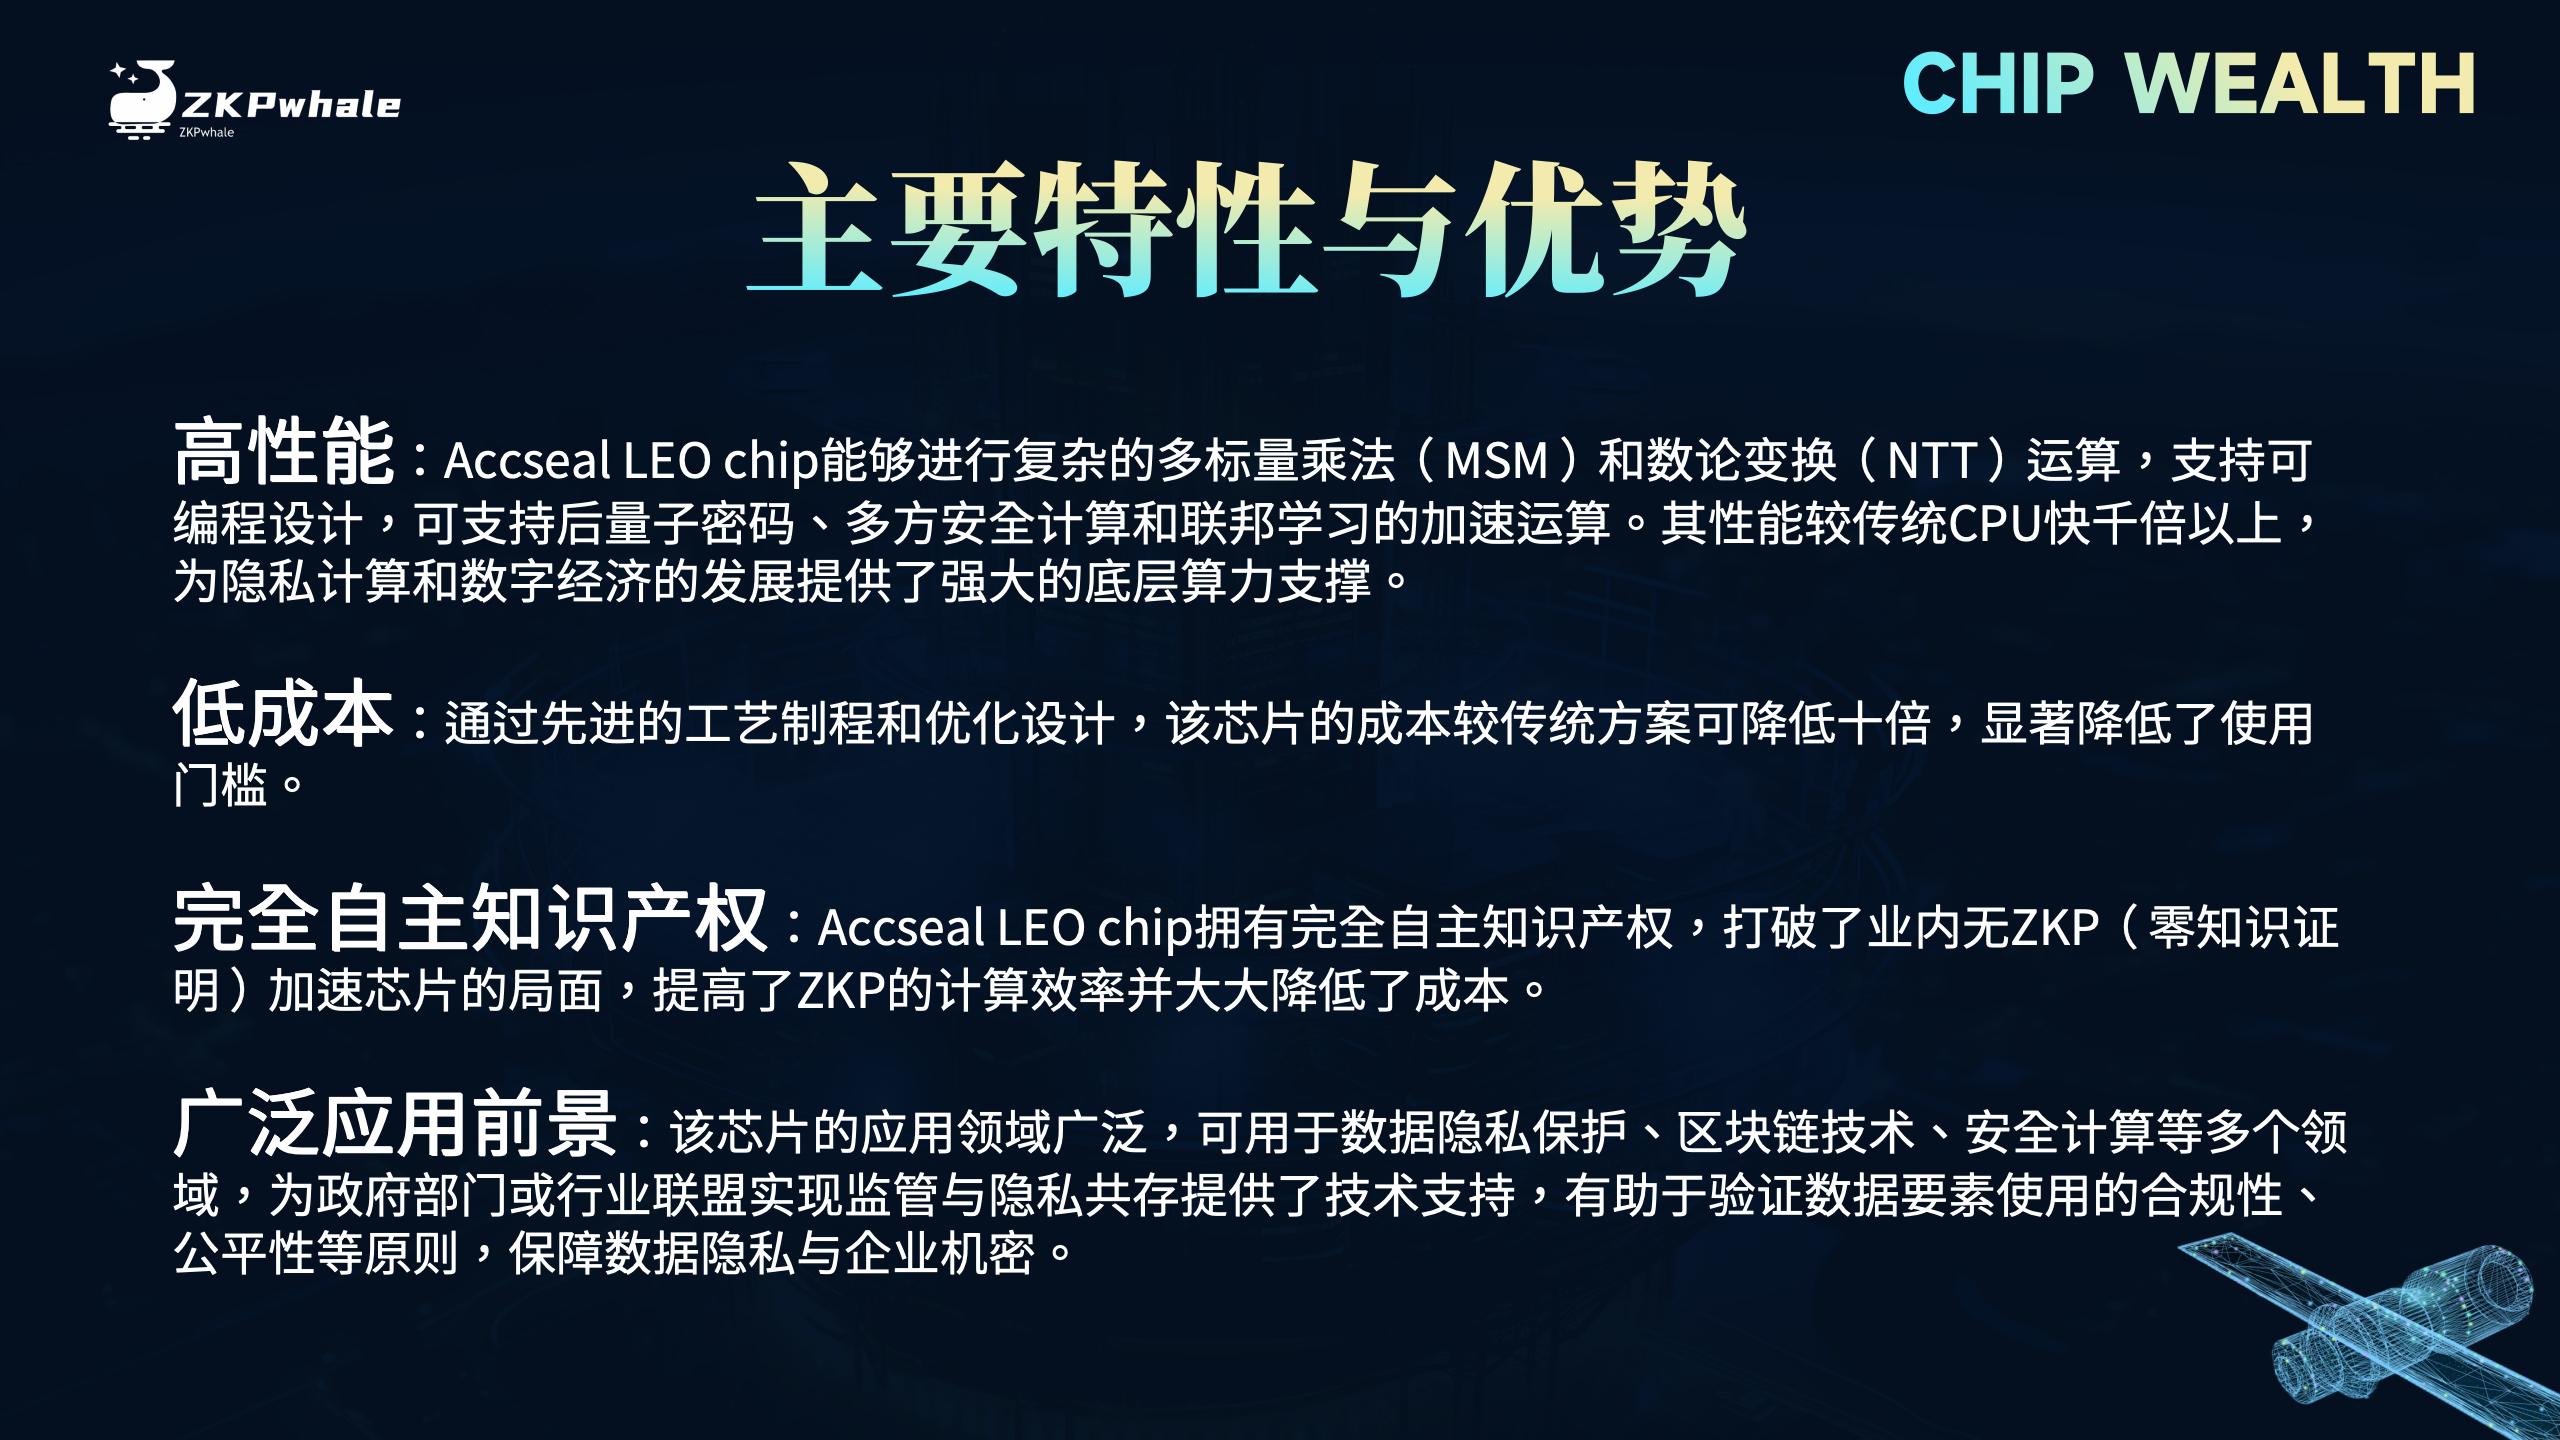 ZKPwhale
ZKPwhale
CHIP WEALTH
主要特性与优势
高性能：Accseal LEO chip能够进行复杂的多标量乘法（MSM）和数论变换（NTT）运算，支持可
编程设计，可支持后量子密码、多方安全计算和联邦学习的加速运算。其性能较传统CPU快千倍以上，
为隐私计算和数字经济的发展提供了强大的底层算力支撑。
低成本：通过先进的工艺制程和优化设计，该芯片的成本较传统方案可降低十倍，显著降低了使用
门槛。
完全自主知识产权：Accseal LEO chip拥有完全自主知识产权，打破了业内无ZKP（零知识证
明）加速芯片的局面，提高了ZKP的计算效率并大大降低了成本。
广泛应用前景：该芯片的应用领域广泛，可用于数据隐私保护、区块链技术、安全计算等多个领
域，为政府部门或行业联盟实现监管与隐私共存提供了技术支持，有助于验证数据要素使用的合规性、
公平性等原则，保障数据隐私与企业机密。